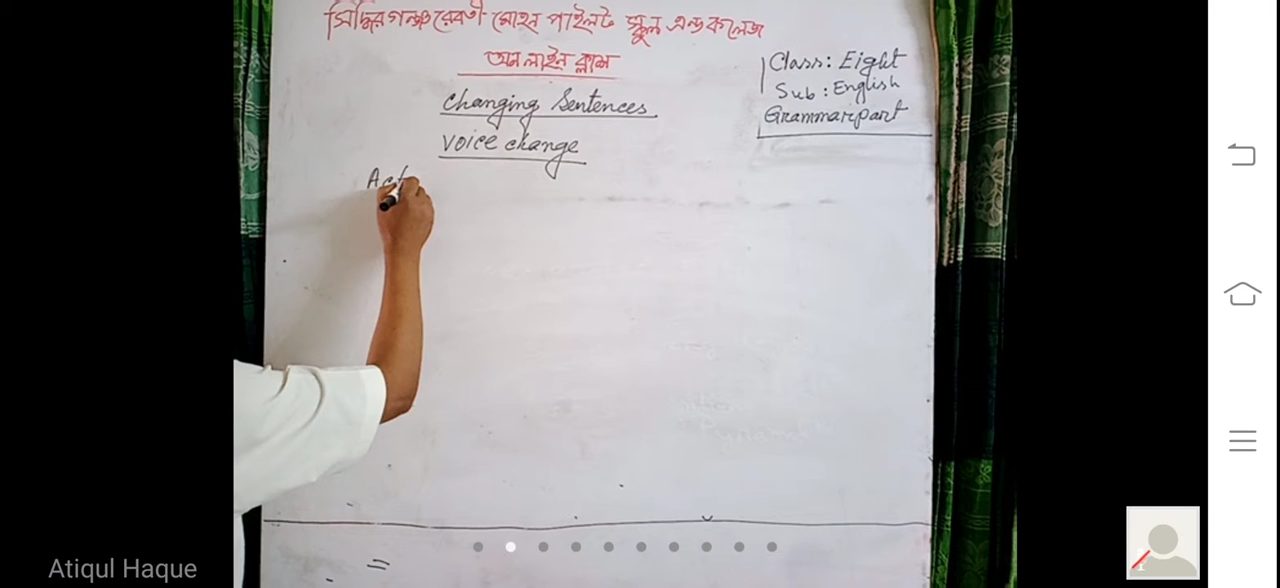 সিদ্ধিরগঞ্জ রেবতী মোহন পাইলট স্কুল এন্ড কলেজ
অনলাইন ক্লাশ
Class: Eight
Sub: English
Grammar part
Changing Sentences
Voice change
Act
Atiqul Haque